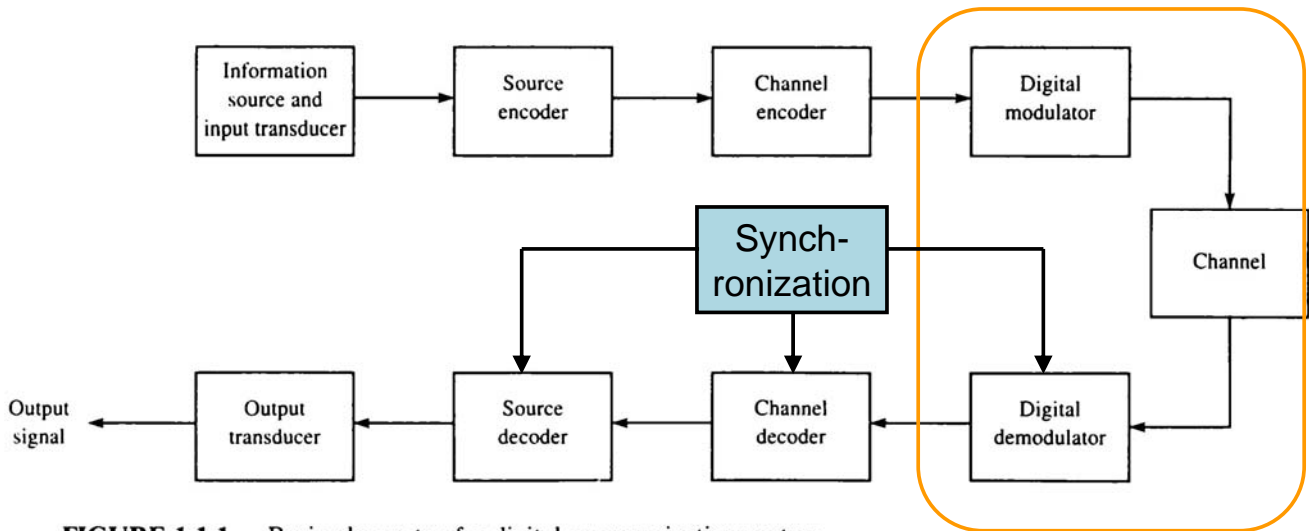 Information
source and
input transducer
Source
encoder
Channel
encoder
Digital
modulator
Synch-
ronization
Channel
Output
signal
Output
transducer
Source
decoder
Channel
decoder
Digital
demodulator